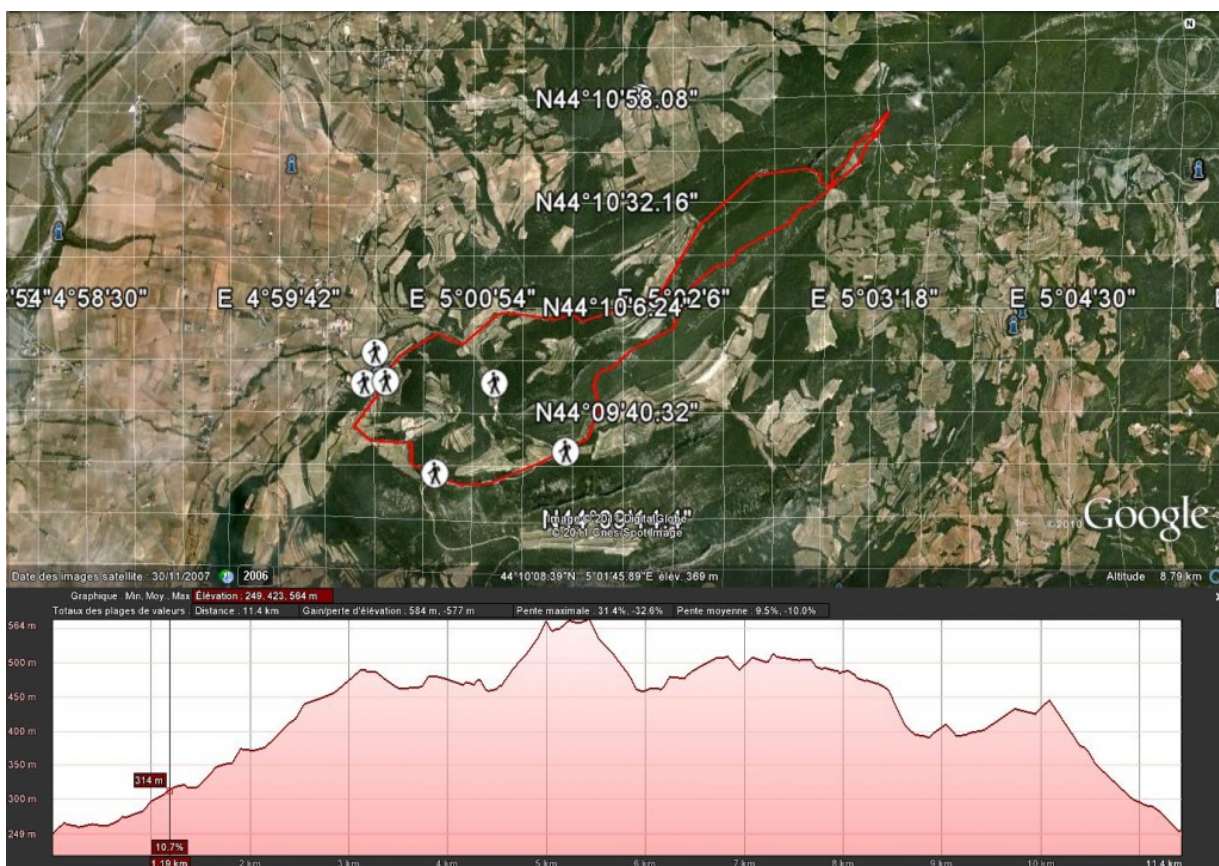 N
N44°10'58.08"
N44°10'32.16"
4°58'30" E 4°59'42" E 5°00'54" E 5°02'6" E 5°03'18" E 5°04'30"
N44°10'6.24"
N44°09'40.32"
Image © 2011 DigitalGlobe
© 2011 Cnes/Spot Image
©2010 Google
Date des images satellite : 30/11/2007 2006 44°10'08.39"N 5°01'45.89"E élév. 369 m Altitude 8.79 km
Graphique : Min, Moy., Max Élévation : 249, 423, 564 m
Totaux des plages de valeurs : Distance : 11.4 km Gain/perte d'élévation : 584 m, -577 m Pente maximale : 31.4%, -32.6% Pente moyenne : 9.5%, -10.0%
564 m
500 m
450 m
400 m
350 m
314 m
300 m
249 m
10.7%
1.19 km 2 km 3 km 4 km 5 km 6 km 7 km 8 km 9 km 10 km 11.4 km